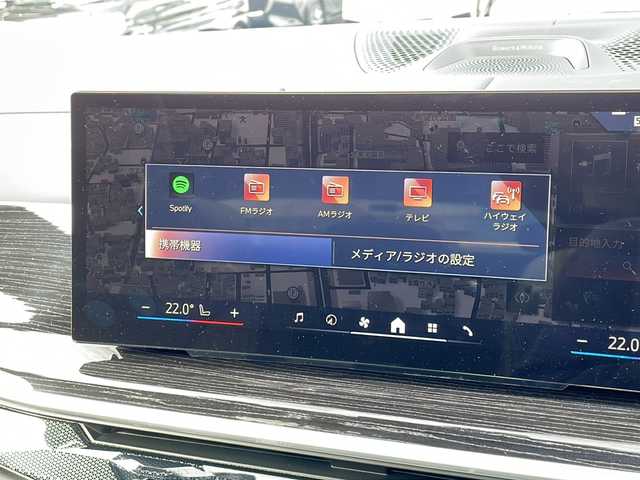 Bowers & Wilkins
ここで検索
Spotify
FMラジオ
AMラジオ
テレビ
ハイウェイ
ラジオ
携帯機器
メディア/ラジオの設定
目的地入力
22.0°
22.0